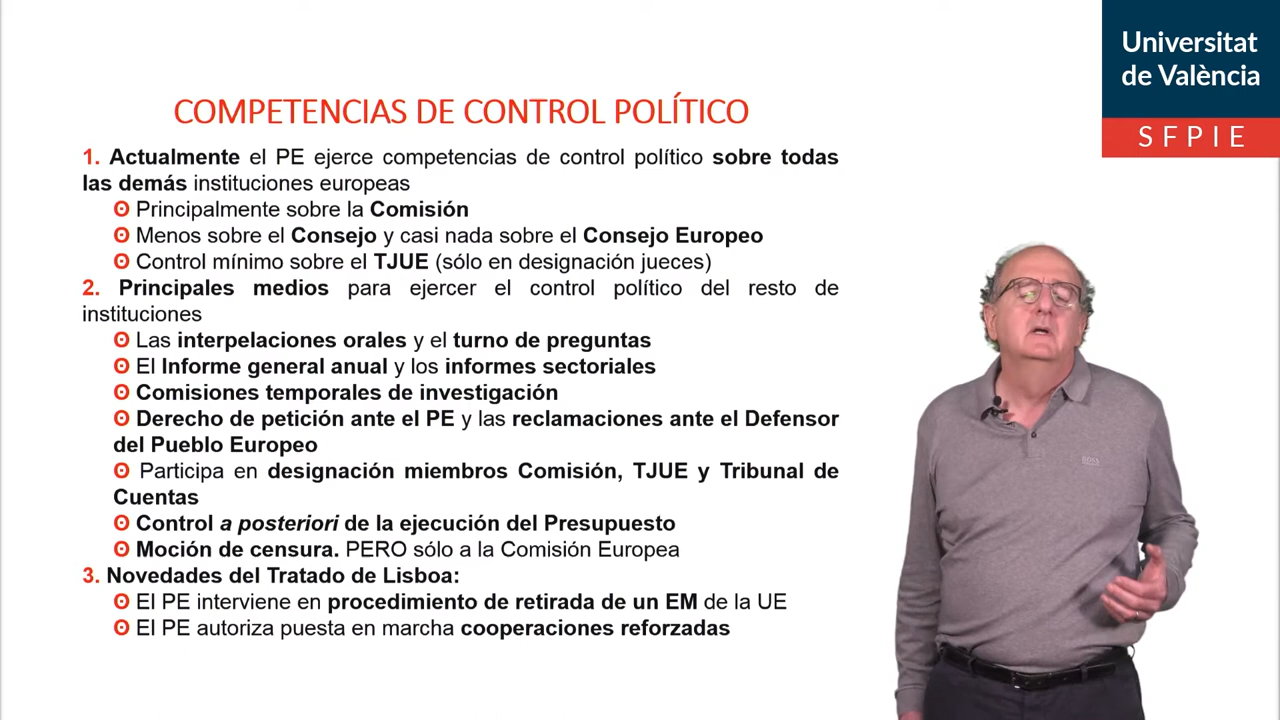 Universitat
de València
SFPIE
COMPETENCIAS DE CONTROL POLÍTICO
1. Actualmente el PE ejerce competencias de control político sobre todas
las demás instituciones europeas
ʘ Principalmente sobre la Comisión
ʘ Menos sobre el Consejo y casi nada sobre el Consejo Europeo
ʘ Control mínimo sobre el TJUE (sólo en designación jueces)
2. Principales medios para ejercer el control político del resto de
instituciones
ʘ Las interpelaciones orales y el turno de preguntas
ʘ El Informe general anual y los informes sectoriales
ʘ Comisiones temporales de investigación
ʘ Derecho de petición ante el PE y las reclamaciones ante el Defensor
del Pueblo Europeo
ʘ Participa en designación miembros Comisión, TJUE y Tribunal de
Cuentas
ʘ Control a posteriori de la ejecución del Presupuesto
ʘ Moción de censura. PERO sólo a la Comisión Europea
3. Novedades del Tratado de Lisboa:
ʘ El PE interviene en procedimiento de retirada de un EM de la UE
ʘ El PE autoriza puesta en marcha cooperaciones reforzadas